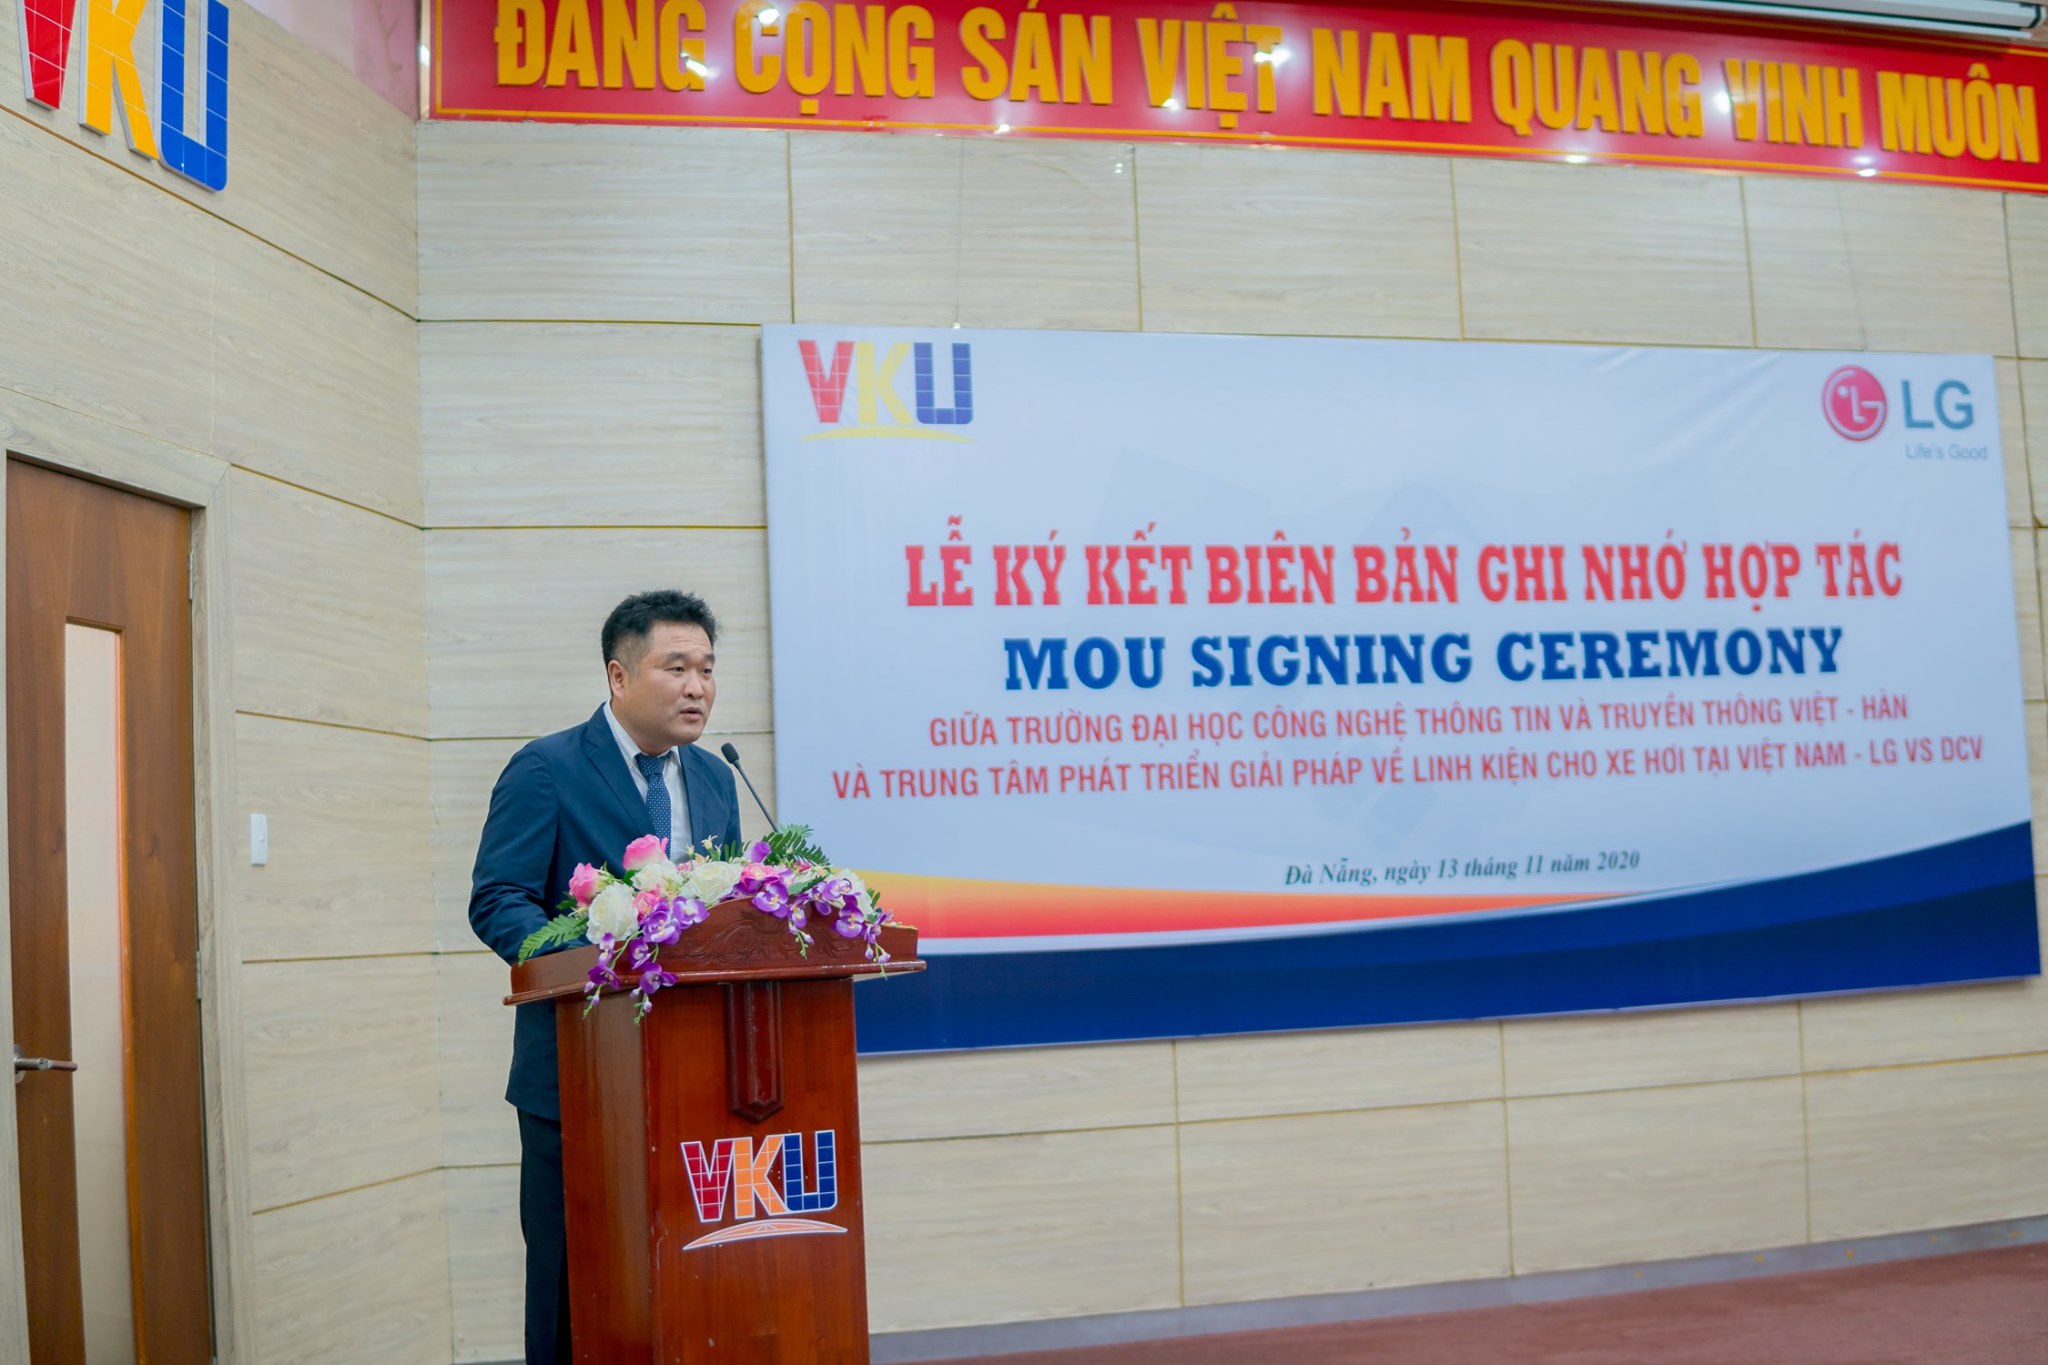 VKU
ĐẢNG CỘNG SẢN VIỆT NAM QUANG VINH MUÔN
VKU
LG
Life's Good
LỄ KÝ KẾT BIÊN BẢN GHI NHỚ HỢP TÁC
MOU SIGNING CEREMONY
GIỮA TRƯỜNG ĐẠI HỌC CÔNG NGHỆ THÔNG TIN VÀ TRUYỀN THÔNG VIỆT - HÀN
VÀ TRUNG TÂM PHÁT TRIỂN GIẢI PHÁP VỀ LINH KIỆN CHO XE HƠI TẠI VIỆT NAM - LG VS DCV
Đà Nẵng, ngày 13 tháng 11 năm 2020
VKU